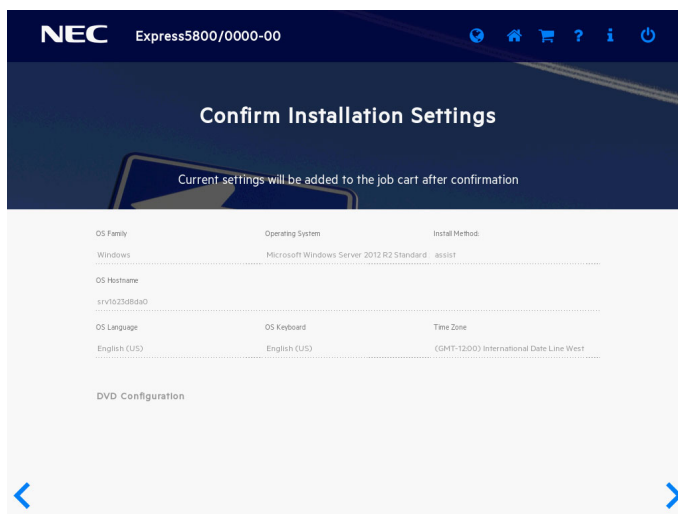 NEC Express5800/0000-00
Confirm Installation Settings
Current settings will be added to the job cart after confirmation
OS Family Operating System Install Method:
Windows Microsoft Windows Server 2012 R2 Standard assist
OS Hostname
srv1623d8da0
OS Language OS Keyboard Time Zone
English (US) English (US) (GMT-12:00) International Date Line West
DVD Configuration